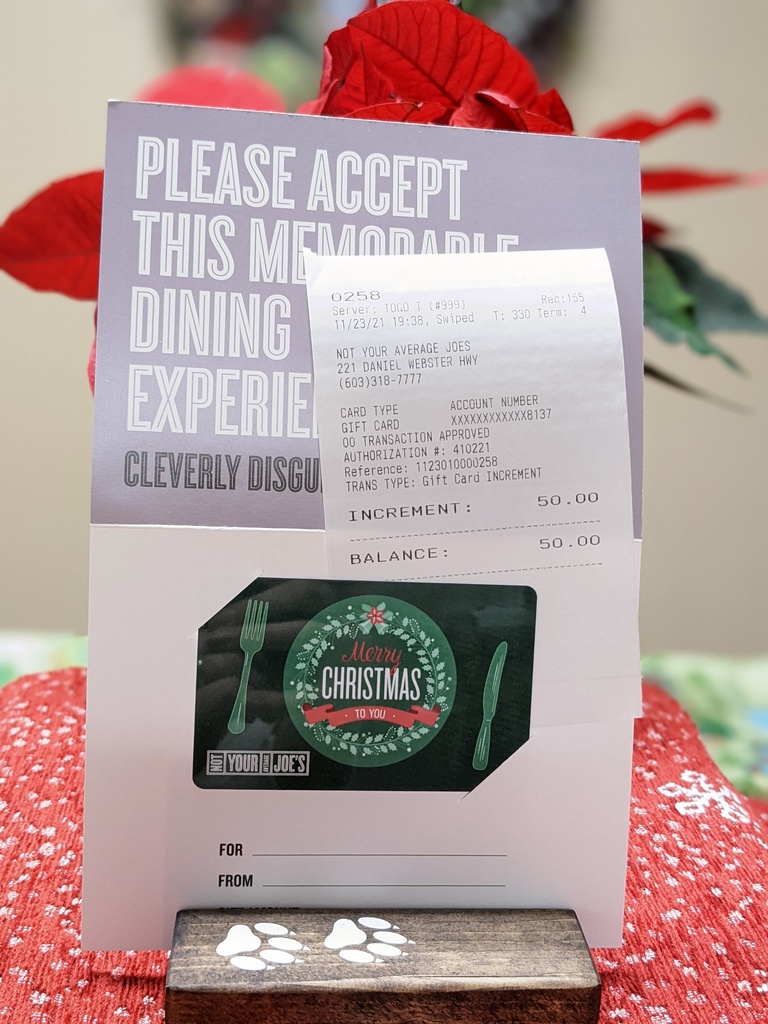 PLEASE ACCEPT
THIS MEMORABLE
DINING
EXPERIE
CLEVERLY DISGU
0258
Server: TOGO T (#999) Rec:155
11/23/21 19:38, Swiped T: 330 Term: 4
NOT YOUR AVERAGE JOES
221 DANIEL WEBSTER HWY
(603)318-7777
CARD TYPE ACCOUNT NUMBER
GIFT CARD XXXXXXXXXXXX8137
00 TRANSACTION APPROVED
AUTHORIZATION #: 410221
Reference: 1123010000258
TRANS TYPE: Gift Card INCREMENT
INCREMENT: 50.00
BALANCE: 50.00
Merry
CHRISTMAS
TO YOU
NOT YOUR AVERAGE JOE'S
FOR
FROM